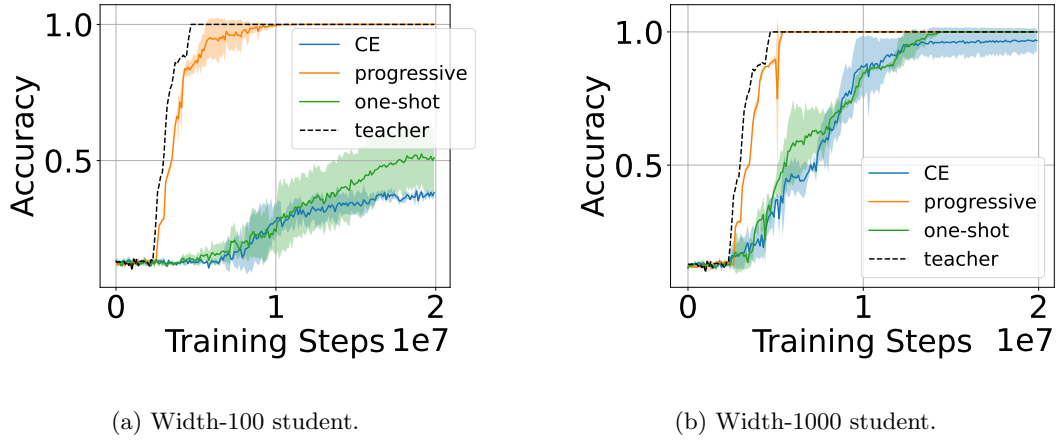 1.0
0.5
Accuracy
CE
progressive
one-shot
teacher
0
1
2
Training Steps
1e7
(a) Width-100 student.
1.0
0.5
Accuracy
CE
progressive
one-shot
teacher
0
1
2
Training Steps
1e7
(b) Width-1000 student.